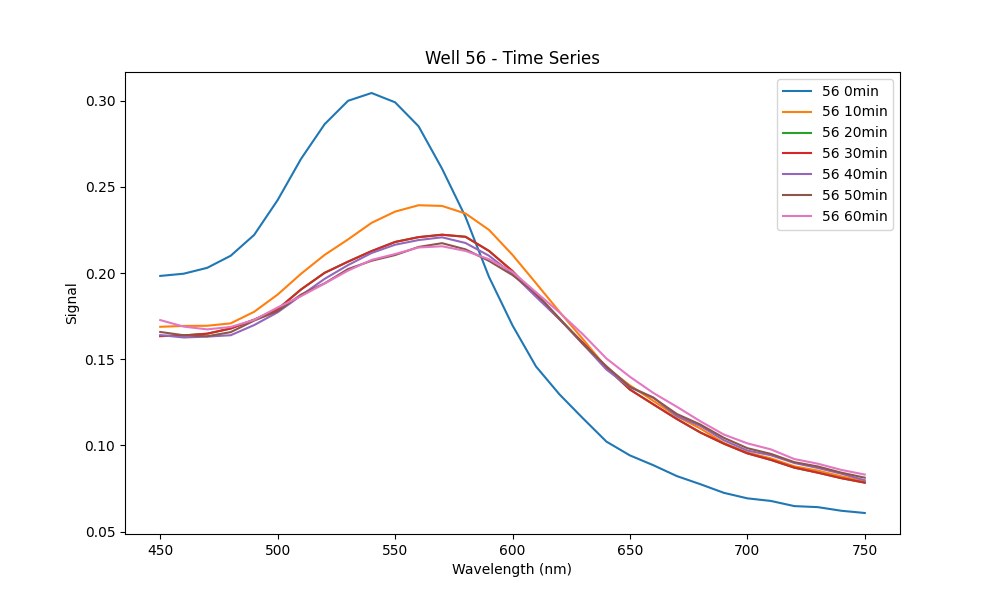 Well 56 - Time Series
56 0min
56 10min
56 20min
56 30min
56 40min
56 50min
56 60min
Signal
0.30
0.25
0.20
0.15
0.10
0.05
450 500 550 600 650 700 750
Wavelength (nm)